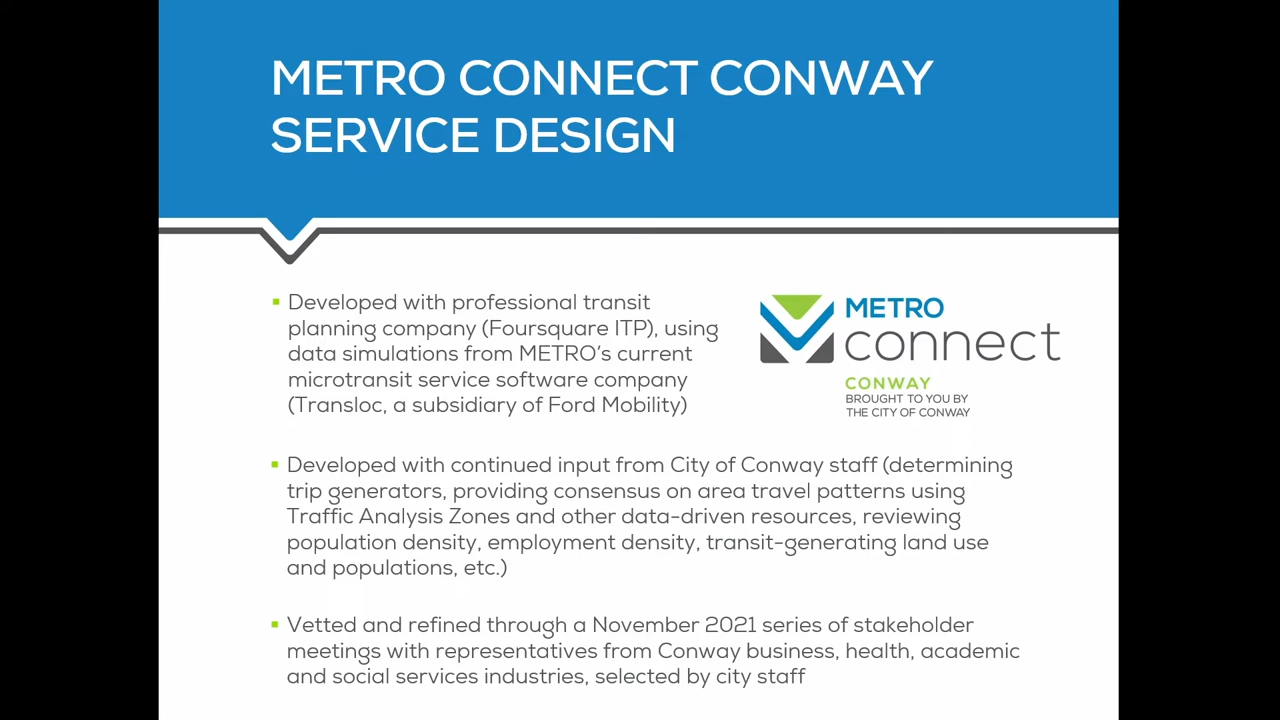 METRO CONNECT CONWAY
SERVICE DESIGN
▪ Developed with professional transit
planning company (Foursquare ITP), using
data simulations from METRO's current
microtransit service software company
(Transloc, a subsidiary of Ford Mobility)
METRO
connect
CONWAY
BROUGHT TO YOU BY
THE CITY OF CONWAY
▪ Developed with continued input from City of Conway staff (determining
trip generators, providing consensus on area travel patterns using
Traffic Analysis Zones and other data-driven resources, reviewing
population density, employment density, transit-generating land use
and populations, etc.)
▪ Vetted and refined through a November 2021 series of stakeholder
meetings with representatives from Conway business, health, academic
and social services industries, selected by city staff